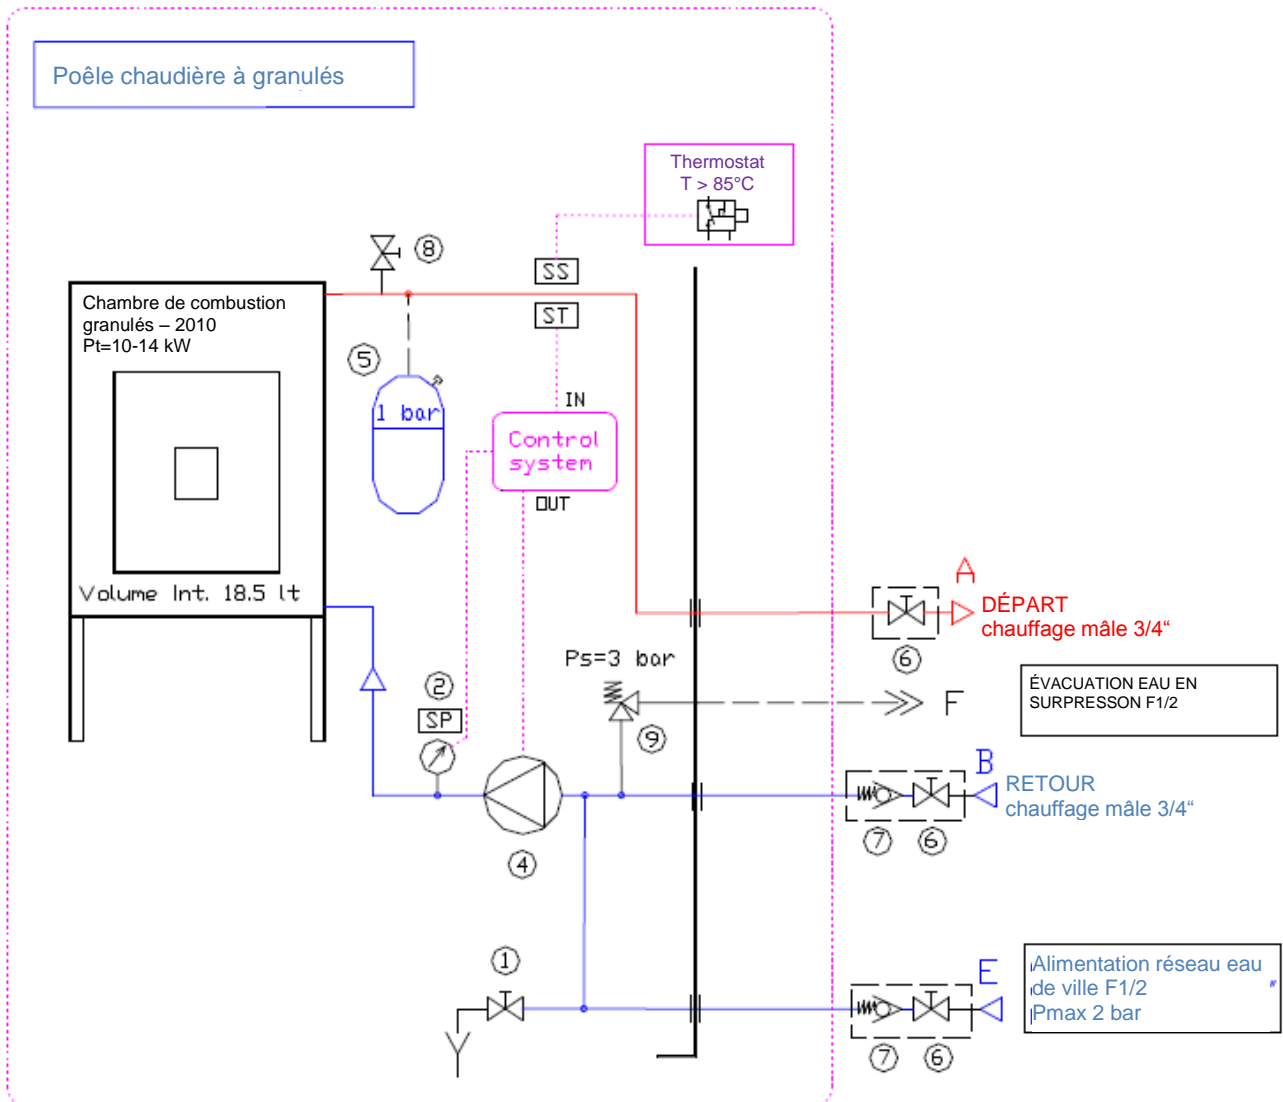 Poêle chaudière à granulés
Thermostat
T > 85°C
8
SS
Chambre de combustion
granulés – 2010
Pt=10-14 kW
ST
5
IN
1 bar
Control
system
OUT
Volume Int. 18.5 lt
A
DÉPART
chauffage mâle 3/4“
6
Ps=3 bar
2
SP
9
F
ÉVACUATION EAU EN
SURPRESSON F1/2
B
RETOUR
chauffage mâle 3/4“
7
6
4
1
E
Alimentation réseau eau
de ville F1/2 "
Pmax 2 bar
7
6